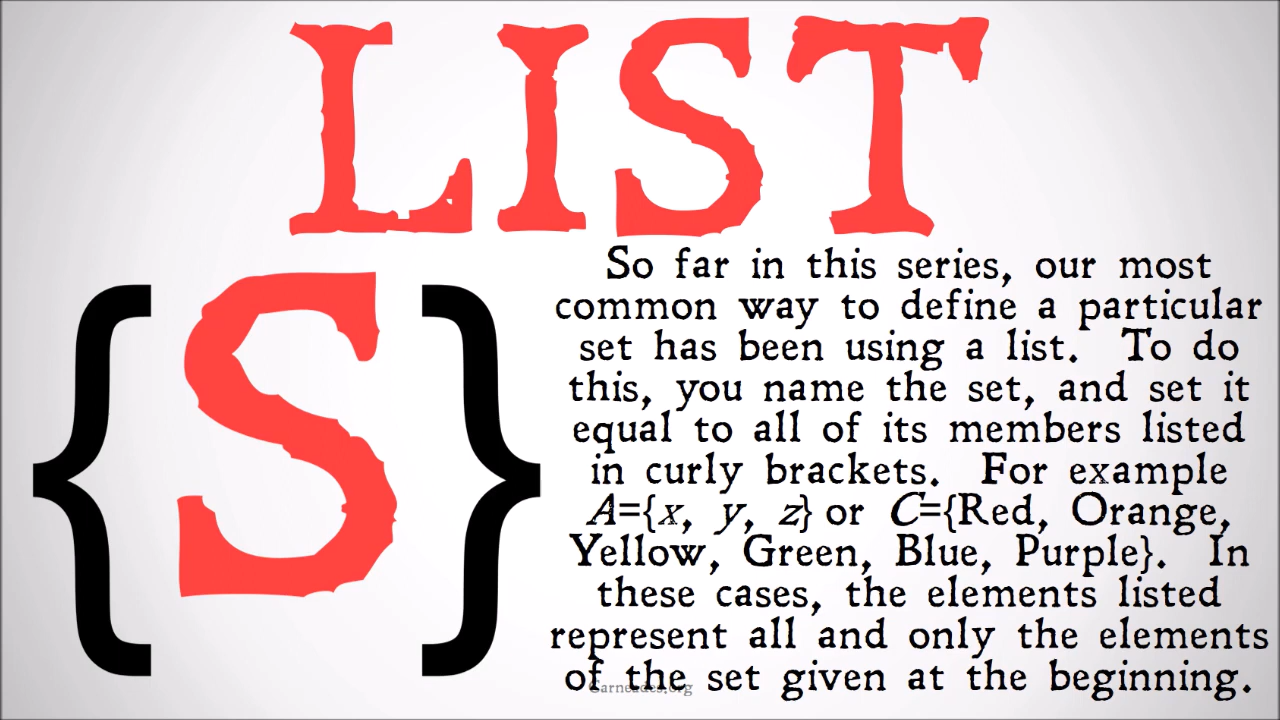 LIST
{S}
So far in this series, our most
common way to define a particular
set has been using a list. To do
this, you name the set, and set it
equal to all of its members listed
in curly brackets. For example
A={x, y, z} or C={Red, Orange,
Yellow, Green, Blue, Purple}. In
these cases, the elements listed
represent all and only the elements
of the set given at the beginning.
Carneades.org